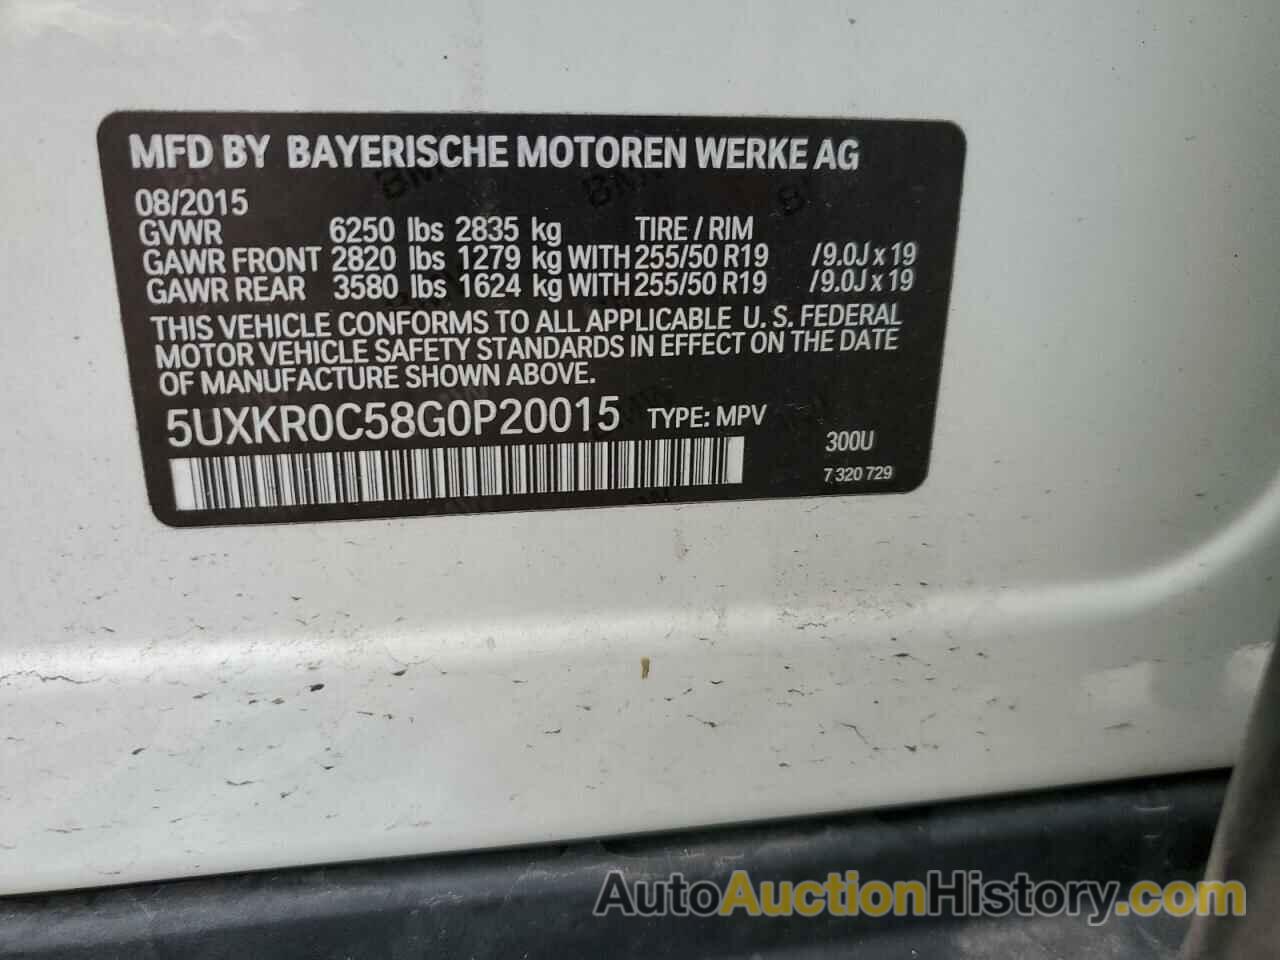 MFD BY BAYERISCHE MOTOREN WERKE AG
08/2015
GVWR 6250 lbs 2835 kg TIRE / RIM
GAWR FRONT 2820 lbs 1279 kg WITH 255/50 R19 /9.0J x 19
GAWR REAR 3580 lbs 1624 kg WITH 255/50 R19 /9.0J x 19
THIS VEHICLE CONFORMS TO ALL APPLICABLE U. S. FEDERAL
MOTOR VEHICLE SAFETY STANDARDS IN EFFECT ON THE DATE
OF MANUFACTURE SHOWN ABOVE.
5UXKR0C58G0P20015 TYPE: MPV
300U
7 320 729
AutoAuctionHistory.com